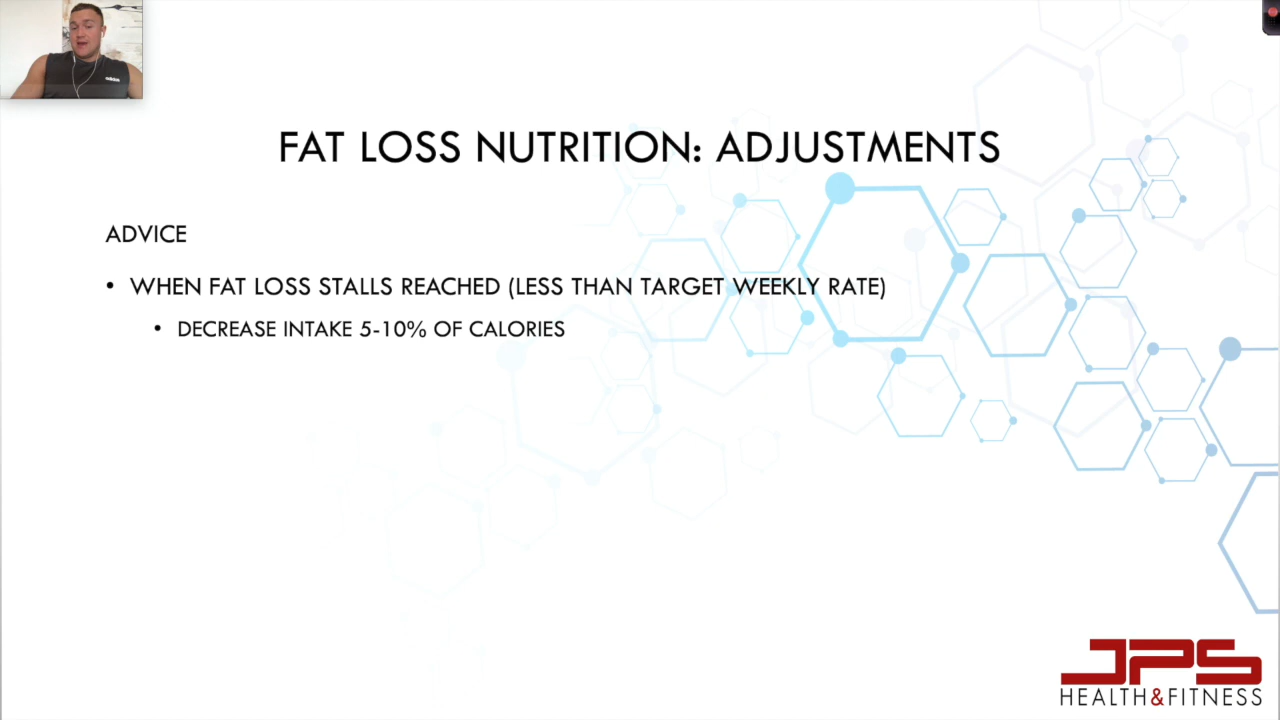 FAT LOSS NUTRITION: ADJUSTMENTS
ADVICE
• WHEN FAT LOSS STALLS REACHED (LESS THAN TARGET WEEKLY RATE)
• DECREASE INTAKE 5-10% OF CALORIES
JPS
HEALTH&FITNESS
adidas